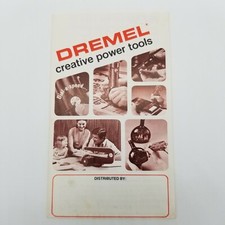 DREMEL
creative power tools
DISTRIBUTED BY: